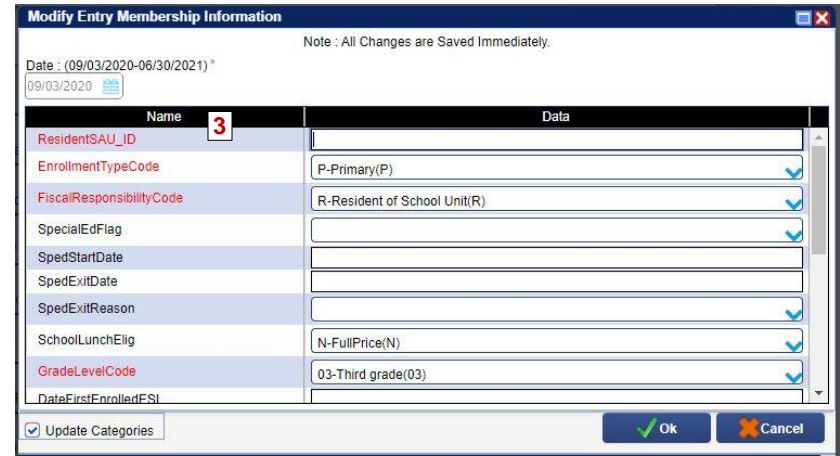 Modify Entry Membership Information
Note : All Changes are Saved Immediately.
Date : (09/03/2020-06/30/2021)*
09/03/2020
Name 3 Data
ResidentSAU_ID
EnrollmentTypeCode P-Primary(P)
FiscalResponsibilityCode R-Resident of School Unit(R)
SpecialEdFlag
SpedStartDate
SpedExitDate
SpedExitReason
SchoolLunchElig N-FullPrice(N)
GradeLevelCode 03-Third grade(03)
DateFirstEnrolledESL
Update Categories Ok Cancel